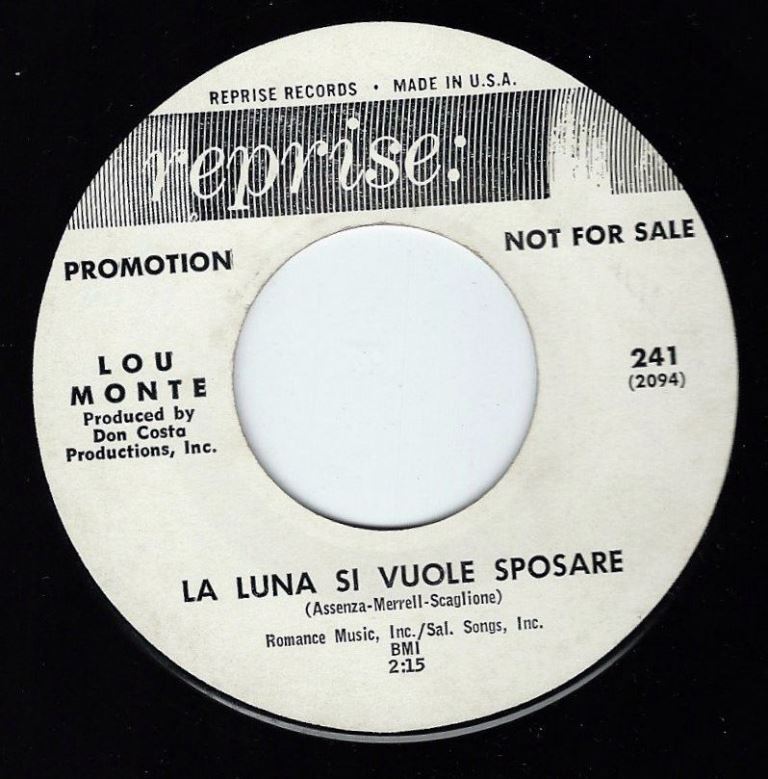 REPRISE RECORDS • MADE IN U.S.A.
reprise:
PROMOTION
NOT FOR SALE
LOU
MONTE
Produced by
Don Costa
Productions, Inc.
241
(2094)
LA LUNA SI VUOLE SPOSARE
(Assenza-Merrell-Scaglione)
Romance Music, Inc./Sal. Songs, Inc.
BMI
2:15